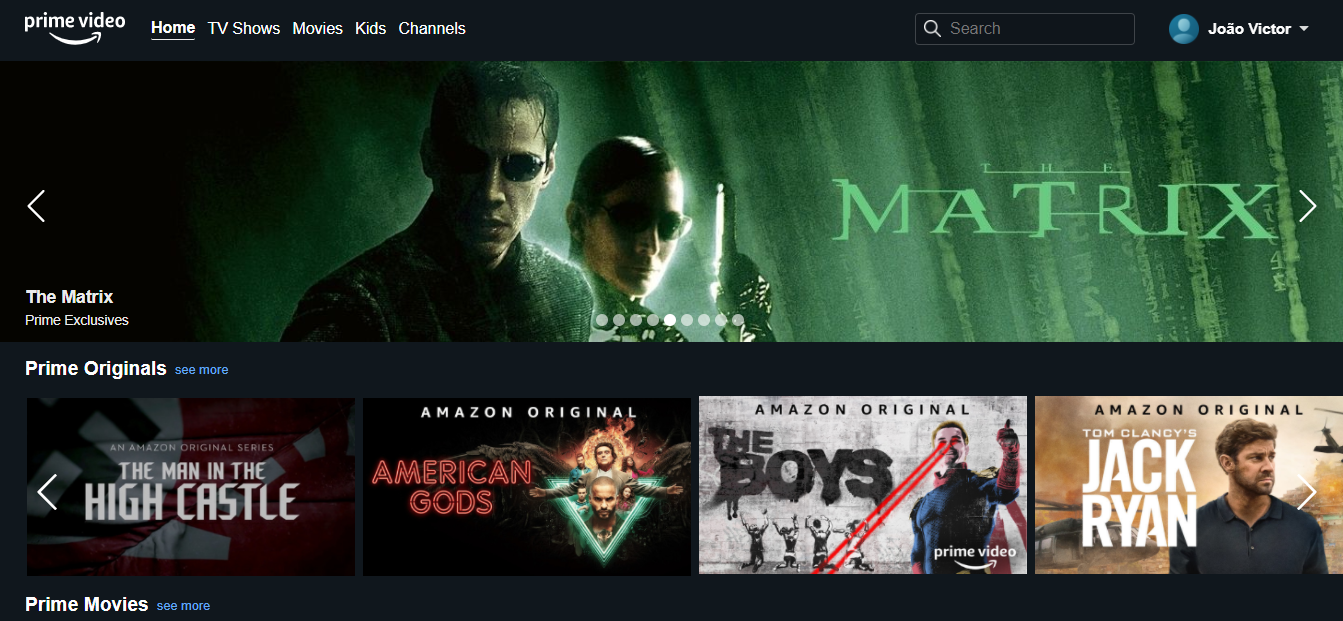 prime video
Home TV Shows Movies Kids Channels
Search
João Victor
THE
MATRIX
The Matrix
Prime Exclusives
Prime Originals see more
AN AMAZON ORIGINAL SERIES
THE MAN IN THE
HIGH CASTLE
AMAZON ORIGINAL
AMERICAN
GODS
AMAZON ORIGINAL
THE
BOYS
prime video
AMAZON ORIGINAL
TOM CLANCY'S
JACK
RYAN
Prime Movies see more